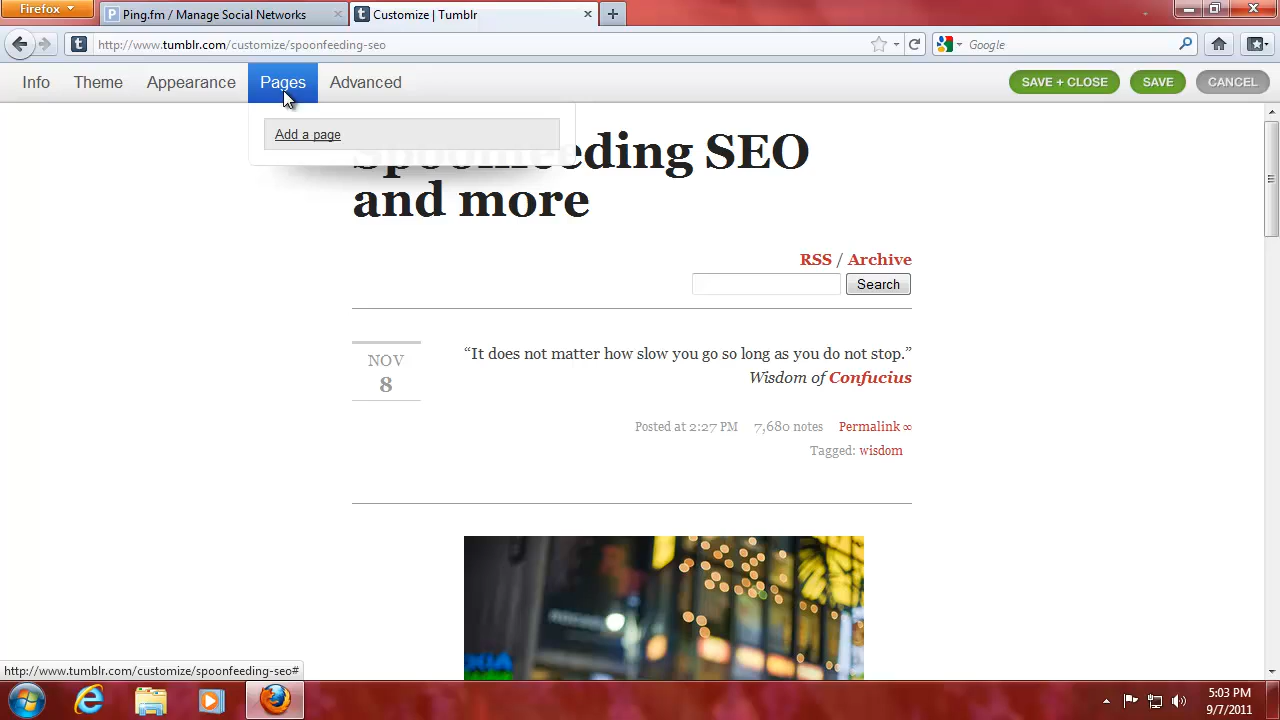 Firefox
Ping.fm / Manage Social Networks
Customize | Tumblr
http://www.tumblr.com/customize/spoonfeeding-seo
Google
Info
Theme
Appearance
Pages
Advanced
SAVE + CLOSE
SAVE
CANCEL
Add a page
Spoonfeeding SEO
and more
RSS / Archive
Search
NOV
8
“It does not matter how slow you go so long as you do not stop.”
Wisdom of Confucius
Posted at 2:27 PM 7,680 notes Permalink ∞
Tagged: wisdom
http://www.tumblr.com/customize/spoonfeeding-seo#
5:03 PM
9/7/2011